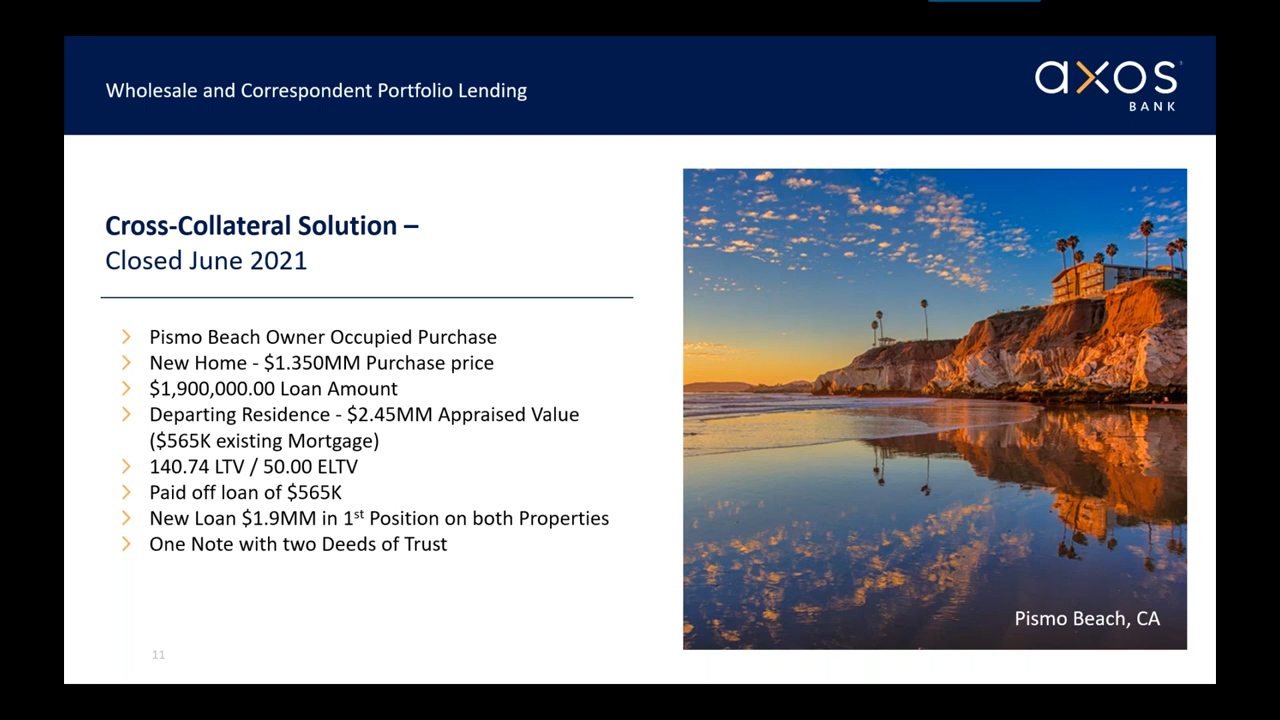 Wholesale and Correspondent Portfolio Lending
axos
BANK
Cross-Collateral Solution –
Closed June 2021
Pismo Beach Owner Occupied Purchase
New Home - $1.350MM Purchase price
$1,900,000.00 Loan Amount
Departing Residence - $2.45MM Appraised Value
($565K existing Mortgage)
140.74 LTV / 50.00 ELTV
Paid off loan of $565K
New Loan $1.9MM in 1st Position on both Properties
One Note with two Deeds of Trust
Pismo Beach, CA
11